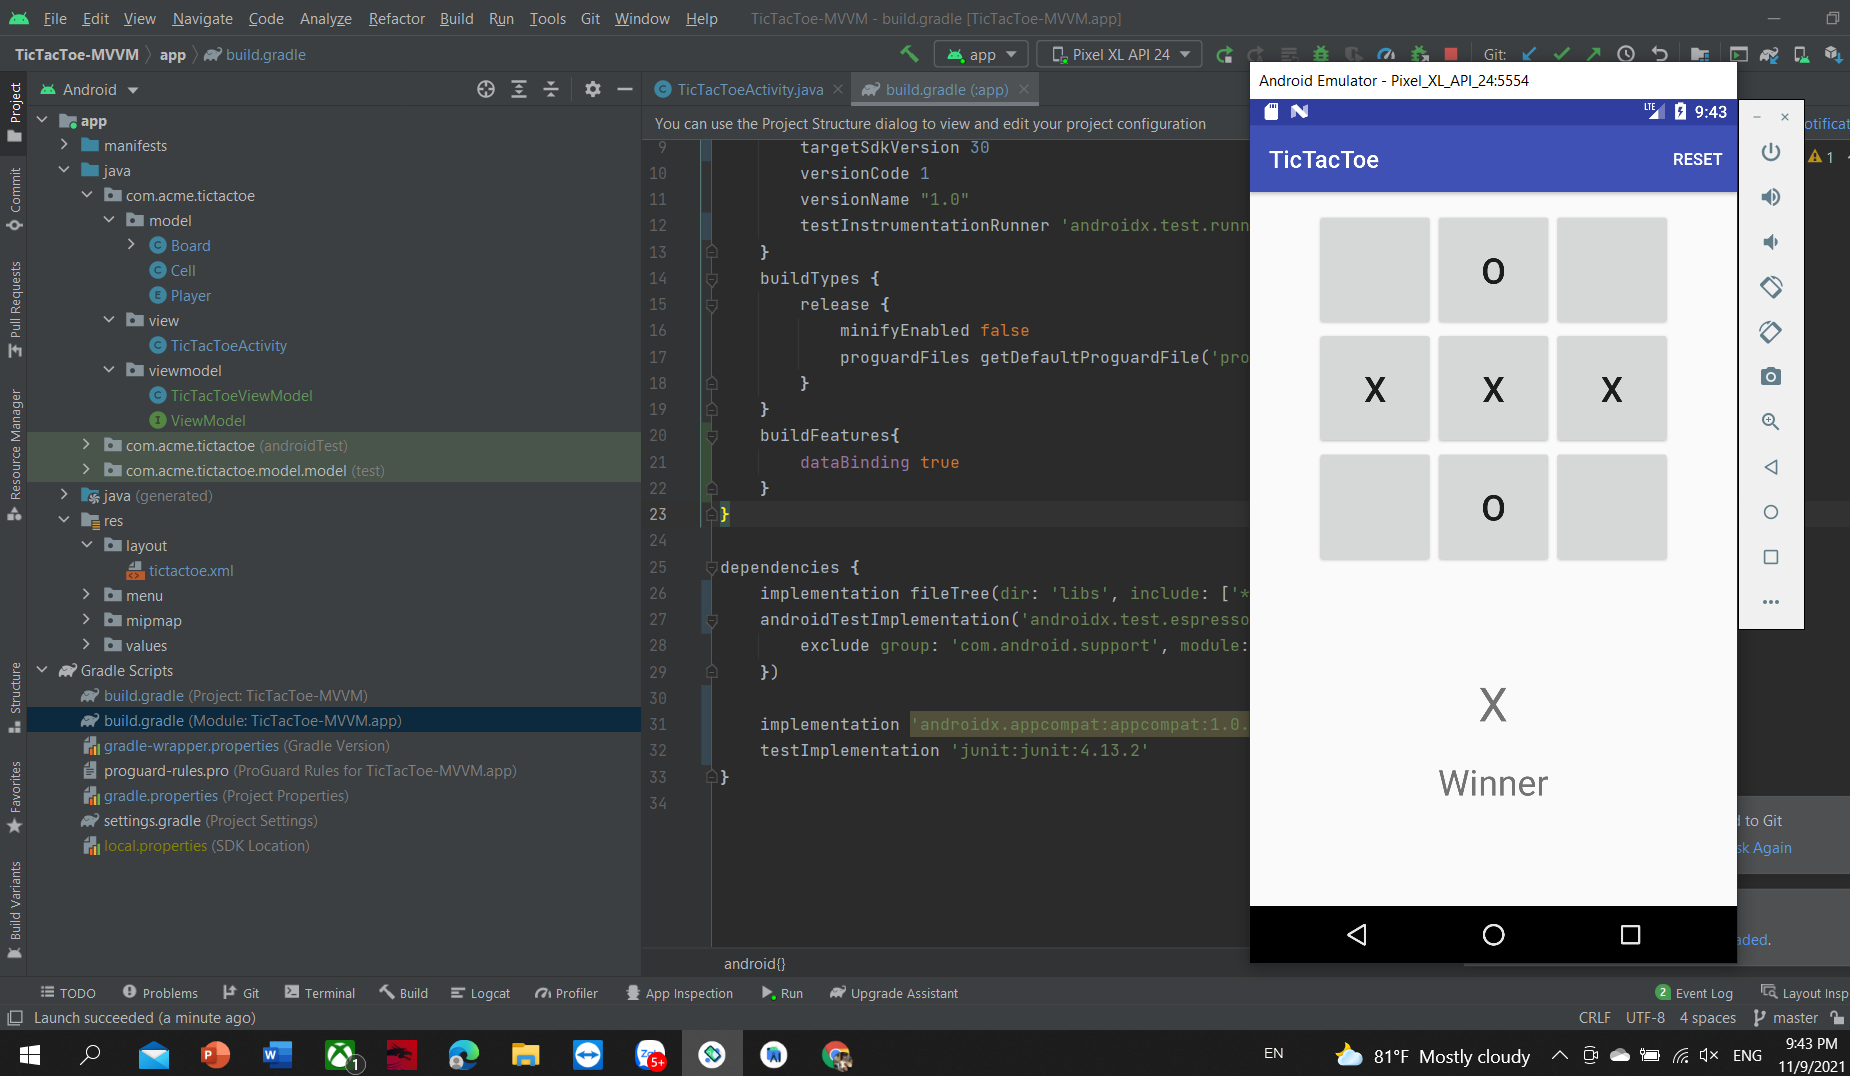 File Edit View Navigate Code Analyze Refactor Build Run Tools Git Window Help TicTacToe-MVVM - build.gradle [TicTacToe-MVVM.app]
TicTacToe-MVVM app build.gradle
app Pixel XL API 24 Git:
Project
Commit
Pull Requests
Resource Manager
Structure
Favorites
Build Variants
Android
app
manifests
java
com.acme.tictactoe
model
Board
Cell
Player
view
TicTacToeActivity
viewmodel
TicTacToeViewModel
ViewModel
com.acme.tictactoe (androidTest)
com.acme.tictactoe.model.model (test)
java (generated)
res
layout
tictactoe.xml
menu
mipmap
values
Gradle Scripts
build.gradle (Project: TicTacToe-MVVM)
build.gradle (Module: TicTacToe-MVVM.app)
gradle-wrapper.properties (Gradle Version)
proguard-rules.pro (ProGuard Rules for TicTacToe-MVVM.app)
gradle.properties (Project Properties)
settings.gradle (Project Settings)
local.properties (SDK Location)
TicTacToeActivity.java build.gradle (:app)
You can use the Project Structure dialog to view and edit your project configuration
9 targetSdkVersion 30
10 versionCode 1
11 versionName "1.0"
12 testInstrumentationRunner 'androidx.test.runn
13 }
14 buildTypes {
15 release {
16 minifyEnabled false
17 proguardFiles getDefaultProguardFile('pro
18 }
19 }
20 buildFeatures{
21 dataBinding true
22 }
23 }
24
25 dependencies {
26 implementation fileTree(dir: 'libs', include: ['*
27 androidTestImplementation('androidx.test.espresso
28 exclude group: 'com.android.support', module:
29 })
30
31 implementation 'androidx.appcompat:appcompat:1.0.
32 testImplementation 'junit:junit:4.13.2'
33 }
34
android{}
Android Emulator - Pixel_XL_API_24:5554
LTE 9:43
TicTacToe RESET
O
X X X
O
X
Winner
otificat
1
d to Git
sk Again
aded.
TODO Problems Git Terminal Build Logcat Profiler App Inspection Run Upgrade Assistant 2 Event Log Layout Insp
Launch succeeded (a minute ago) CRLF UTF-8 4 spaces master
1 5+ EN 81°F Mostly cloudy ENG
9:43 PM
11/9/2021